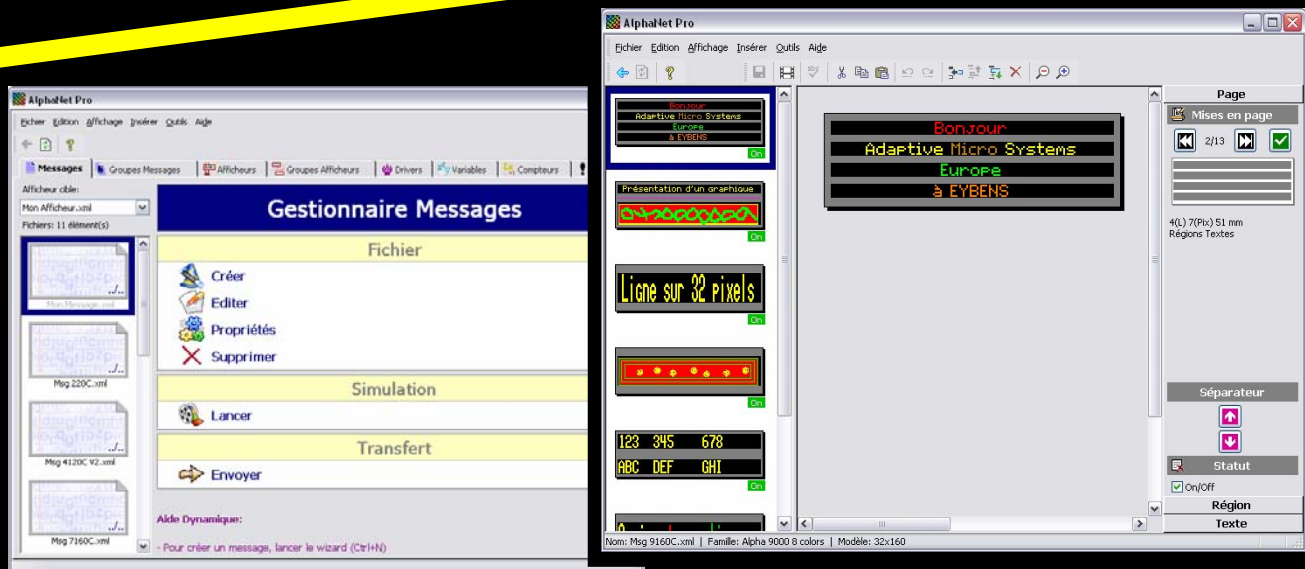 AlphaNet Pro
Fichier Edition Affichage Insérer Outils Aide
Messages Groupes Messages Afficheurs Groupes Afficheurs Drivers Variables Compteurs
Afficheur cible:
Mon Afficheur.xml
Fichiers: 11 élément(s)
Mon Message.xml
Msg 220C.xml
Msg 4120C V2.xml
Msg 7160C.xml
Gestionnaire Messages
Fichier
Créer
Editer
Propriétés
Supprimer
Simulation
Lancer
Transfert
Envoyer
Aide Dynamique:
- Pour créer un message, lancer le wizard (Ctrl+N)
AlphaNet Pro
Fichier Edition Affichage Insérer Outils Aide
Bonjour
Adaptive Micro Systems
Europe
à EYBENS
On
Présentation d'un graphique
On
Ligne sur 32 pixels
On
On
123 345 678
ABC DEF GHI
On
Bonjour
Adaptive Micro Systems
Europe
à EYBENS
Page
Mises en page
2/13
4(L) 7(Pix) 51 mm
Régions Textes
Séparateur
Statut
On/Off
Région
Texte
Nom: Msg 9160C.xml | Famille: Alpha 9000 8 colors | Modèle: 32x160